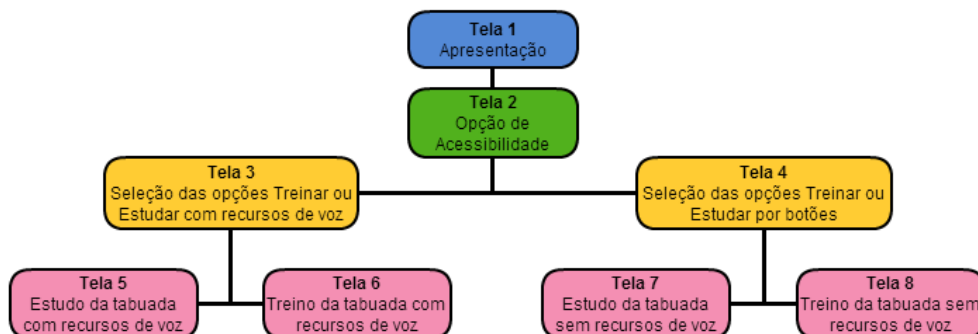 Tela 1
Apresentação
Tela 2
Opção de
Acessibilidade
Tela 3
Seleção das opções Treinar ou
Estudar com recursos de voz
Tela 4
Seleção das opções Treinar ou
Estudar por botões
Tela 5
Estudo da tabuada
com recursos de voz
Tela 6
Treino da tabuada com
recursos de voz
Tela 7
Estudo da tabuada
sem recursos de voz
Tela 8
Treino da tabuada sem
recursos de voz